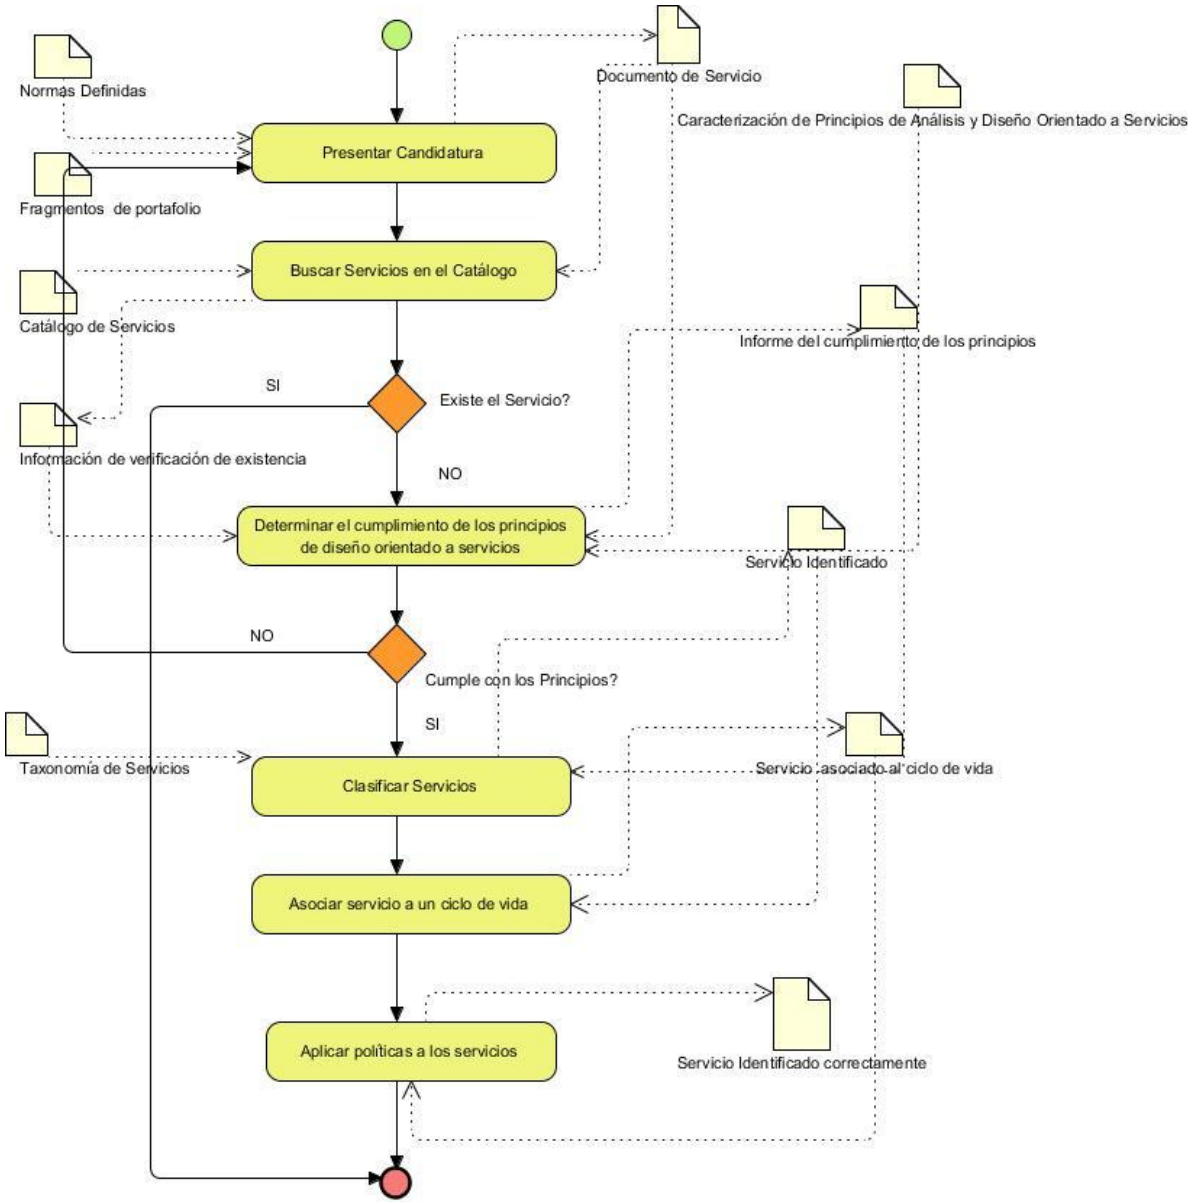 Normas Definidas
Documento de Servicio
Caracterización de Principios de Análisis y Diseño Orientado a Servicios
Presentar Candidatura
Fragmentos de portafolio
Buscar Servicios en el Catálogo
Catálogo de Servicios
Informe del cumplimiento de los principios
SI
Existe el Servicio?
Información de verificación de existencia
NO
Determinar el cumplimiento de los principios
de diseño orientado a servicios
Servicio Identificado
NO
Cumple con los Principios?
SI
Taxonomía de Servicios
Servicio asociado al ciclo de vida
Clasificar Servicios
Asociar servicio a un ciclo de vida
Aplicar políticas a los servicios
Servicio Identificado correctamente